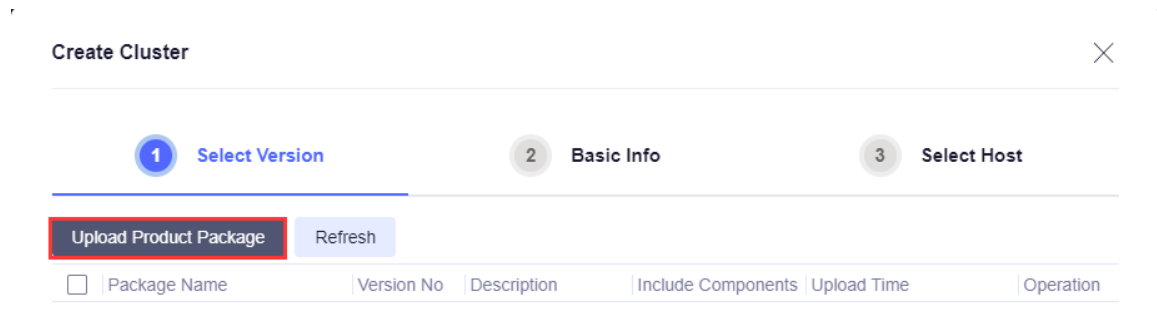 Create Cluster
1 Select Version 2 Basic Info 3 Select Host
Upload Product Package Refresh
Package Name Version No Description Include Components Upload Time Operation